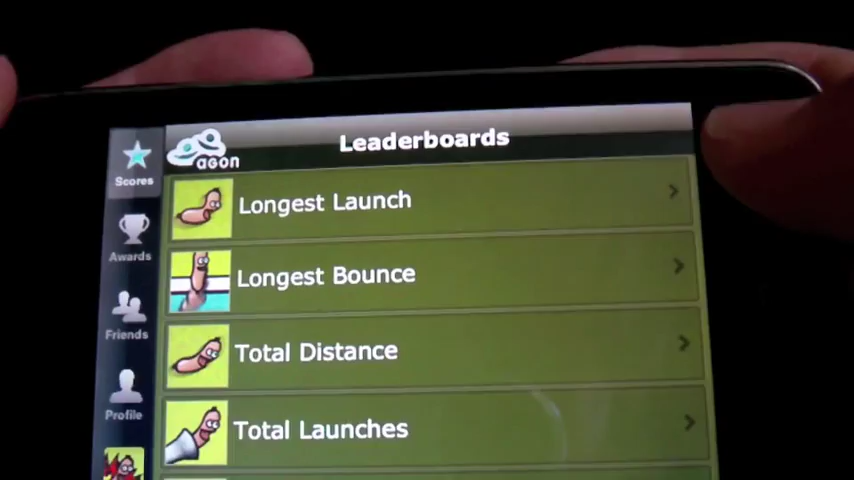 agon
Leaderboards
Scores
Longest Launch
Awards
Longest Bounce
Friends
Total Distance
Profile
Total Launches